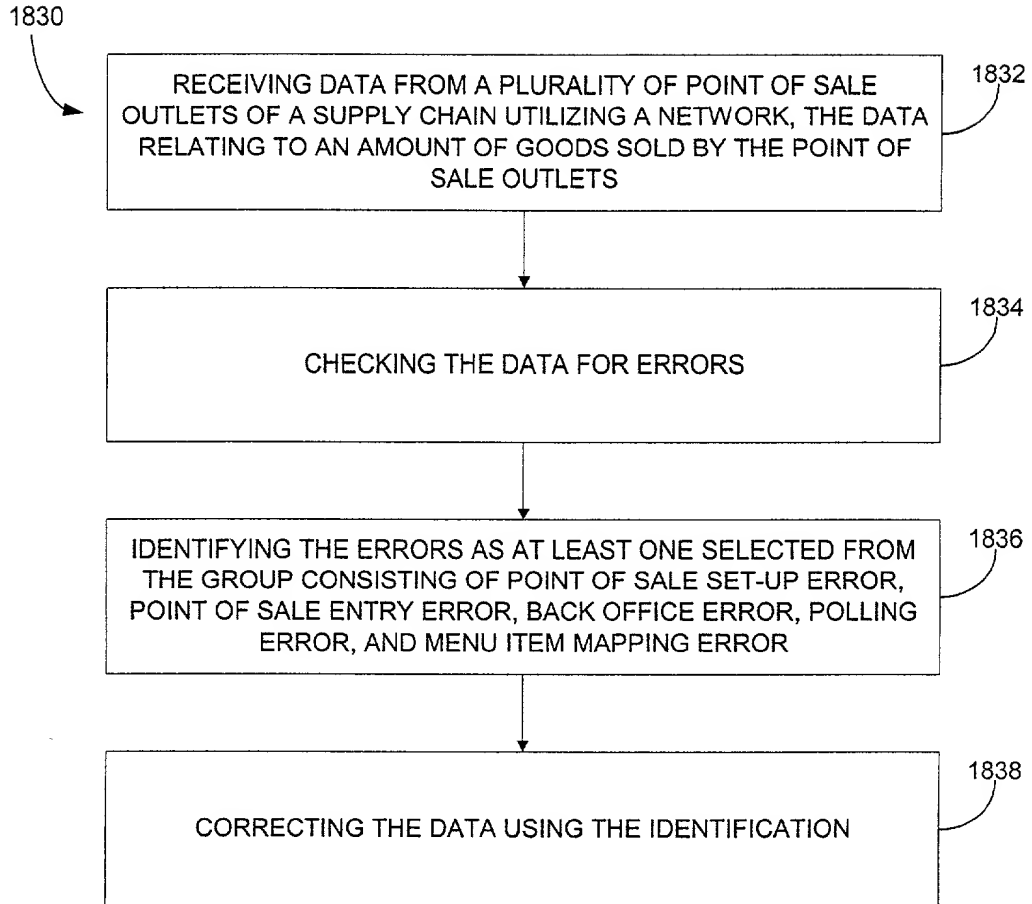 1830
RECEIVING DATA FROM A PLURALITY OF POINT OF SALE
OUTLETS OF A SUPPLY CHAIN UTILIZING A NETWORK, THE DATA
RELATING TO AN AMOUNT OF GOODS SOLD BY THE POINT OF
SALE OUTLETS
1832
CHECKING THE DATA FOR ERRORS
1834
IDENTIFYING THE ERRORS AS AT LEAST ONE SELECTED FROM
THE GROUP CONSISTING OF POINT OF SALE SET-UP ERROR,
POINT OF SALE ENTRY ERROR, BACK OFFICE ERROR, POLLING
ERROR, AND MENU ITEM MAPPING ERROR
1836
CORRECTING THE DATA USING THE IDENTIFICATION
1838